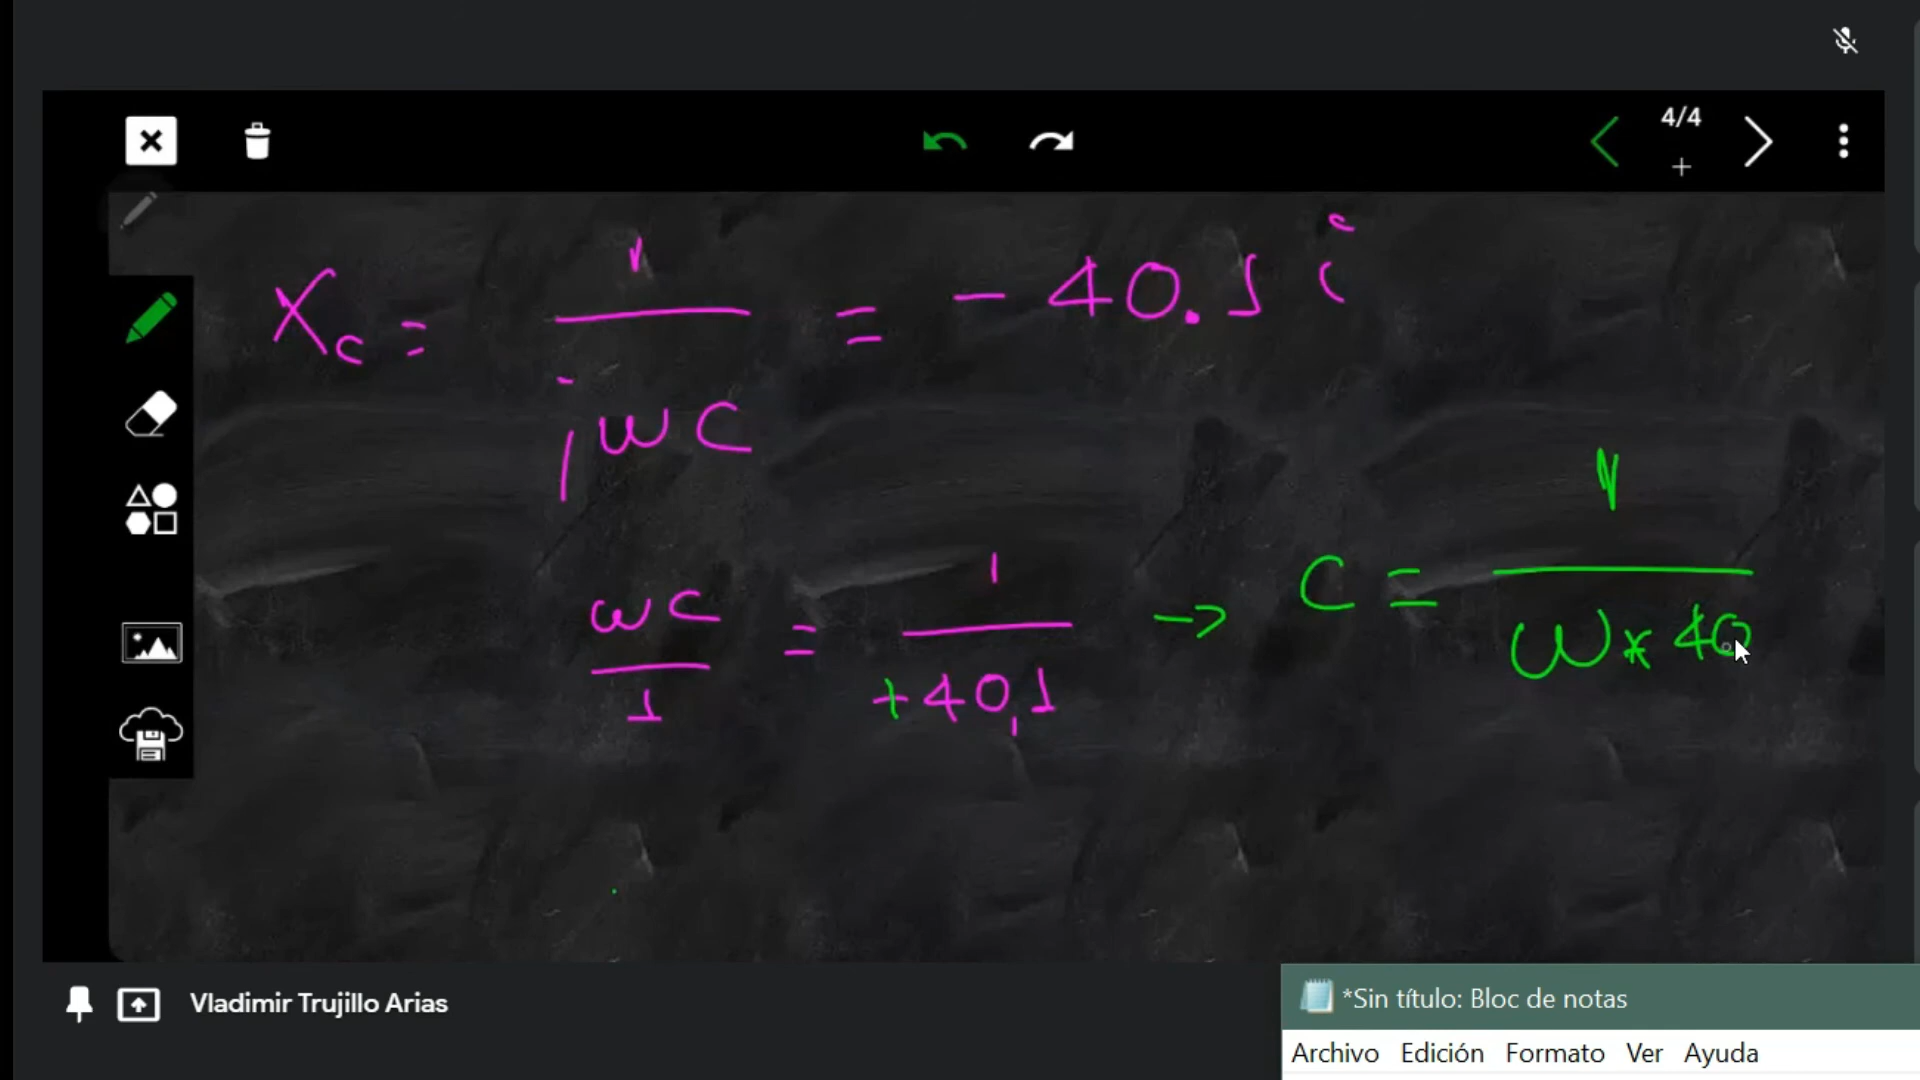 4/4
+
Xc = 1 / jωC = - 40.1 j
ωC / 1 = 1 / +40,1 -> C = 1 / ω * 40
Vladimir Trujillo Arias
*Sin título: Bloc de notas
Archivo Edición Formato Ver Ayuda